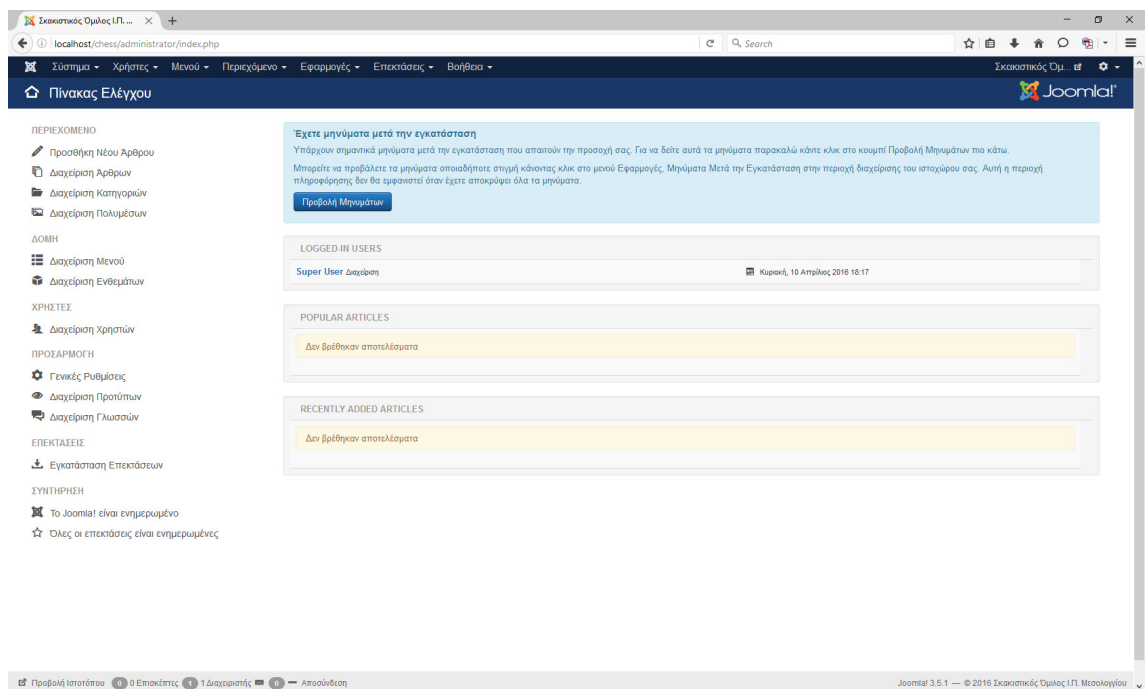 Σκακιστικός Όμιλος Ι.Π. ...
localhost/chess/administrator/index.php
Search
Σύστημα Χρήστες Μενού Περιεχόμενο Εφαρμογές Επεκτάσεις Βοήθεια Σκακιστικός Όμ...
Πίνακας Ελέγχου Joomla!
ΠΕΡΙΕΧΟΜΕΝΟ
Προσθήκη Νέου Άρθρου
Διαχείριση Άρθρων
Διαχείριση Κατηγοριών
Διαχείριση Πολυμέσων
ΔΟΜΗ
Διαχείριση Μενού
Διαχείριση Ενθεμάτων
ΧΡΗΣΤΕΣ
Διαχείριση Χρηστών
ΠΡΟΣΑΡΜΟΓΗ
Γενικές Ρυθμίσεις
Διαχείριση Προτύπων
Διαχείριση Γλωσσών
ΕΠΕΚΤΑΣΕΙΣ
Εγκατάσταση Επεκτάσεων
ΣΥΝΤΗΡΗΣΗ
Το Joomla! είναι ενημερωμένο
Όλες οι επεκτάσεις είναι ενημερωμένες
Έχετε μηνύματα μετά την εγκατάσταση
Υπάρχουν σημαντικά μηνύματα μετά την εγκατάσταση που απαιτούν την προσοχή σας. Για να δείτε αυτά τα μηνύματα παρακαλώ κάντε κλικ στο κουμπί Προβολή Μηνυμάτων πιο κάτω.
Μπορείτε να προβάλετε τα μηνύματα οποιαδήποτε στιγμή κάνοντας κλικ στο μενού Εφαρμογές, Μηνύματα Μετά την Εγκατάσταση στην περιοχή διαχείρισης του ιστοχώρου σας. Αυτή η περιοχή
πληροφόρησης δεν θα εμφανιστεί όταν έχετε αποκρύψει όλα τα μηνύματα.
Προβολή Μηνυμάτων
LOGGED-IN USERS
Super User Διαχείριση Κυριακή, 10 Απρίλιος 2016 18:17
POPULAR ARTICLES
Δεν βρέθηκαν αποτελέσματα
RECENTLY ADDED ARTICLES
Δεν βρέθηκαν αποτελέσματα
Προβολή Ιστοτόπου 0 0 Επισκέπτες 1 1 Διαχειριστής 0 Αποσύνδεση Joomla! 3.5.1 — © 2016 Σκακιστικός Όμιλος Ι.Π. Μεσολογγίου